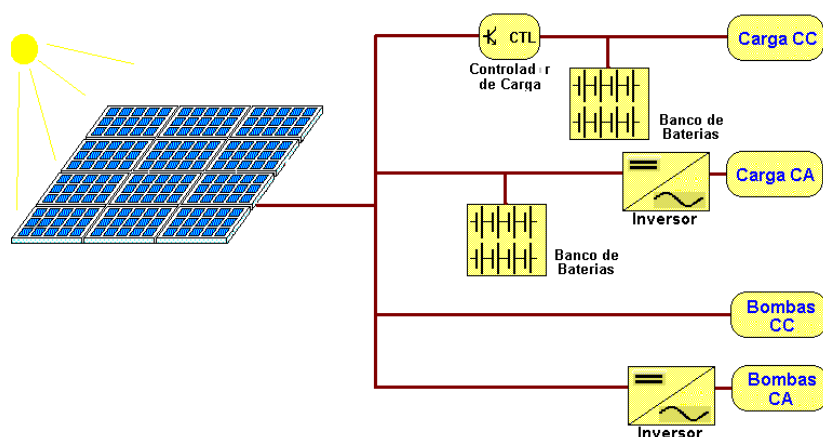 CTL
Controlador
de Carga
Carga CC
Banco de
Baterias
Carga CA
Inversor
Banco de
Baterias
Bombas
CC
Bombas
CA
Inversor